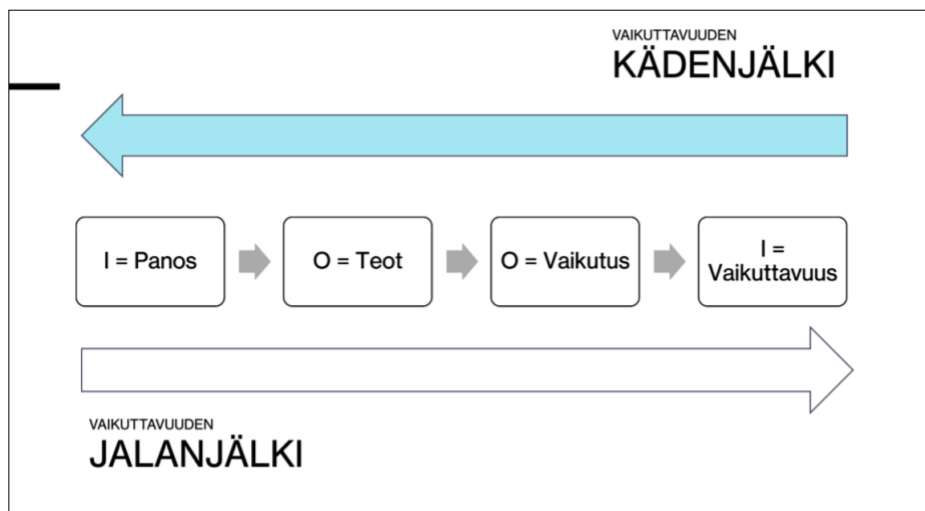 VAIKUTTAVUUDEN
KÄDENJÄLKI
I = Panos
O = Teot
O = Vaikutus
I =
Vaikuttavuus
VAIKUTTAVUUDEN
JALANJÄLKI